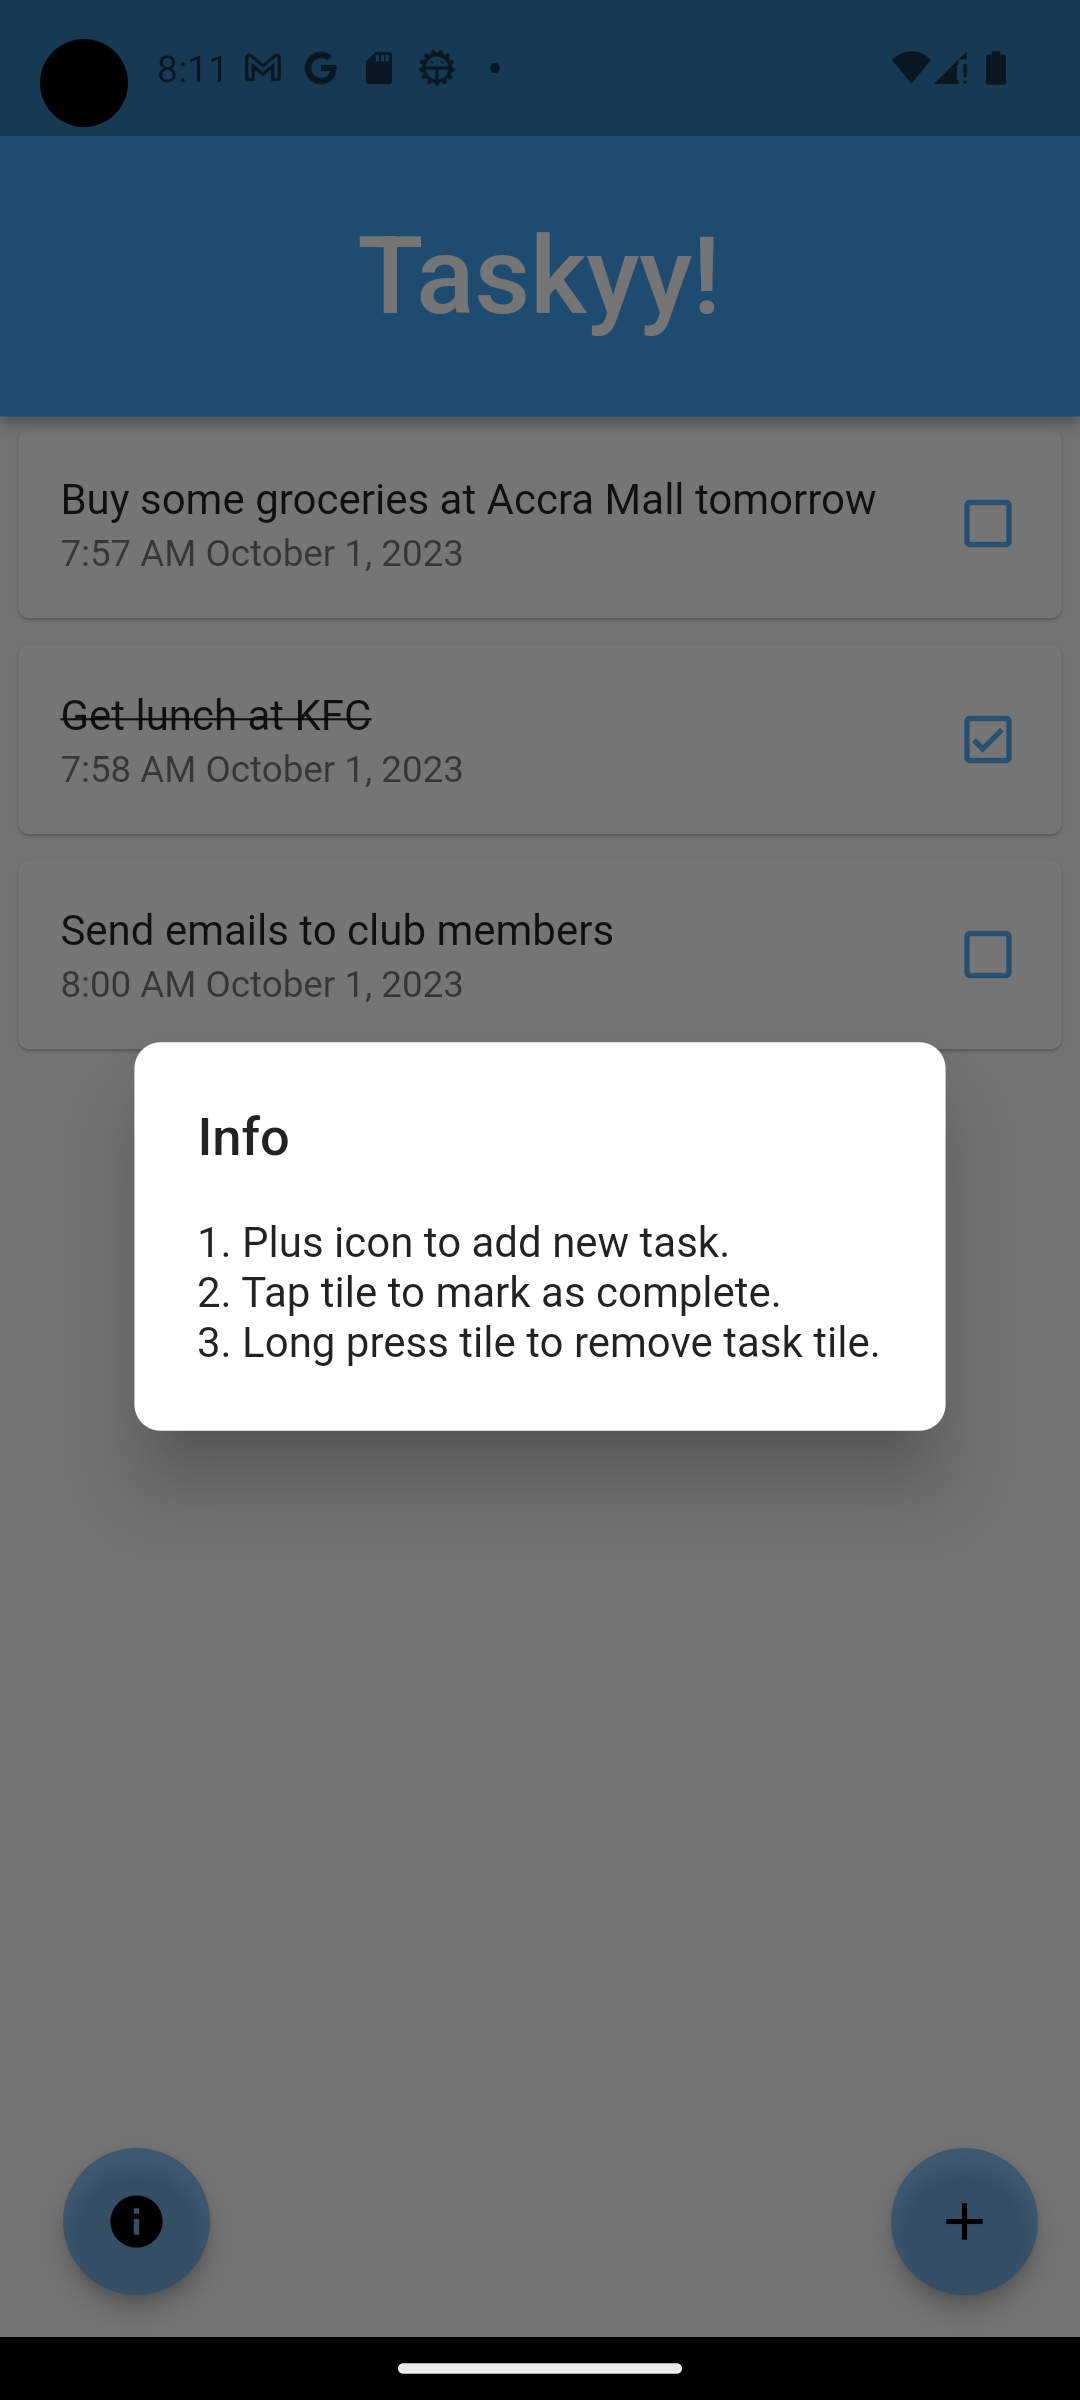 8:11
Taskyy!
Buy some groceries at Accra Mall tomorrow
7:57 AM October 1, 2023
Get lunch at KFC
7:58 AM October 1, 2023
Send emails to club members
8:00 AM October 1, 2023
Info
1. Plus icon to add new task.
2. Tap tile to mark as complete.
3. Long press tile to remove task tile.